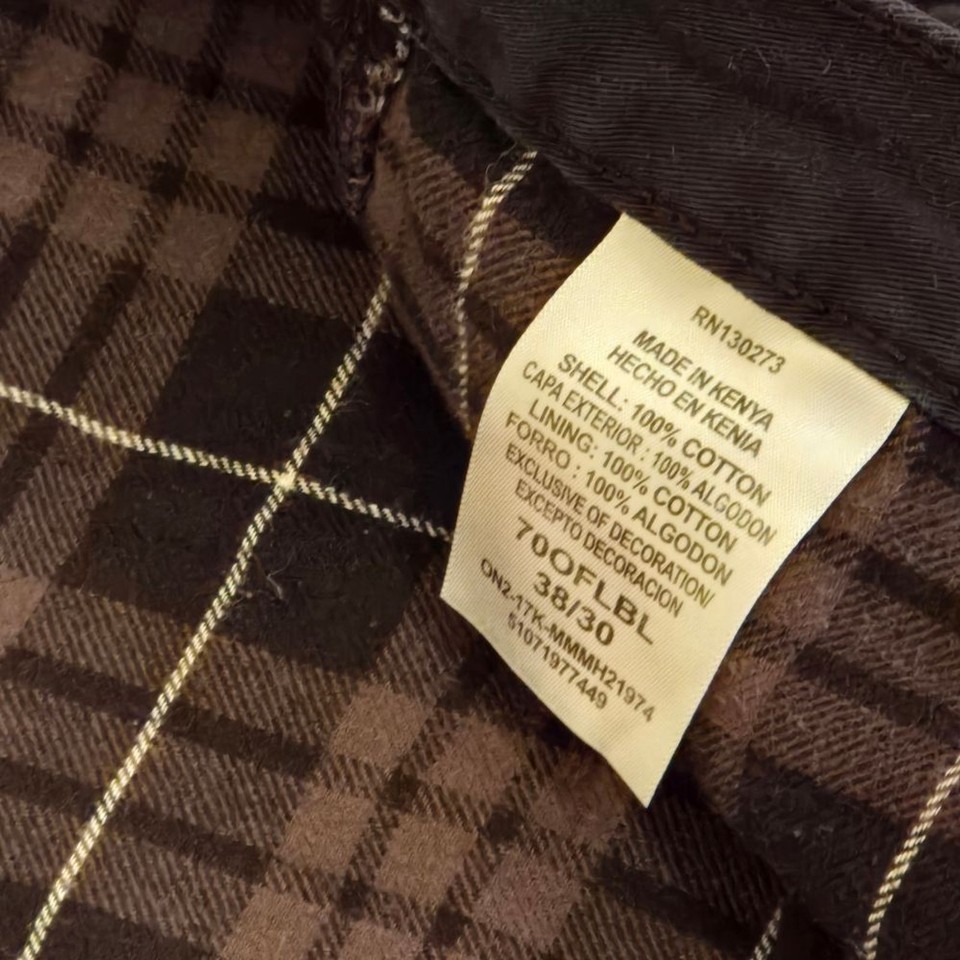 RN130273
MADE IN KENYA
HECHO EN KENIA
SHELL: 100% COTTON
CAPA EXTERIOR : 100% ALGODON
LINING: 100% COTTON
FORRO : 100% ALGODON
EXCLUSIVE OF DECORATION/
EXCEPTO DECORACION
70OFLBL
38/30
ON2-17K-MMMH21974
51071977449